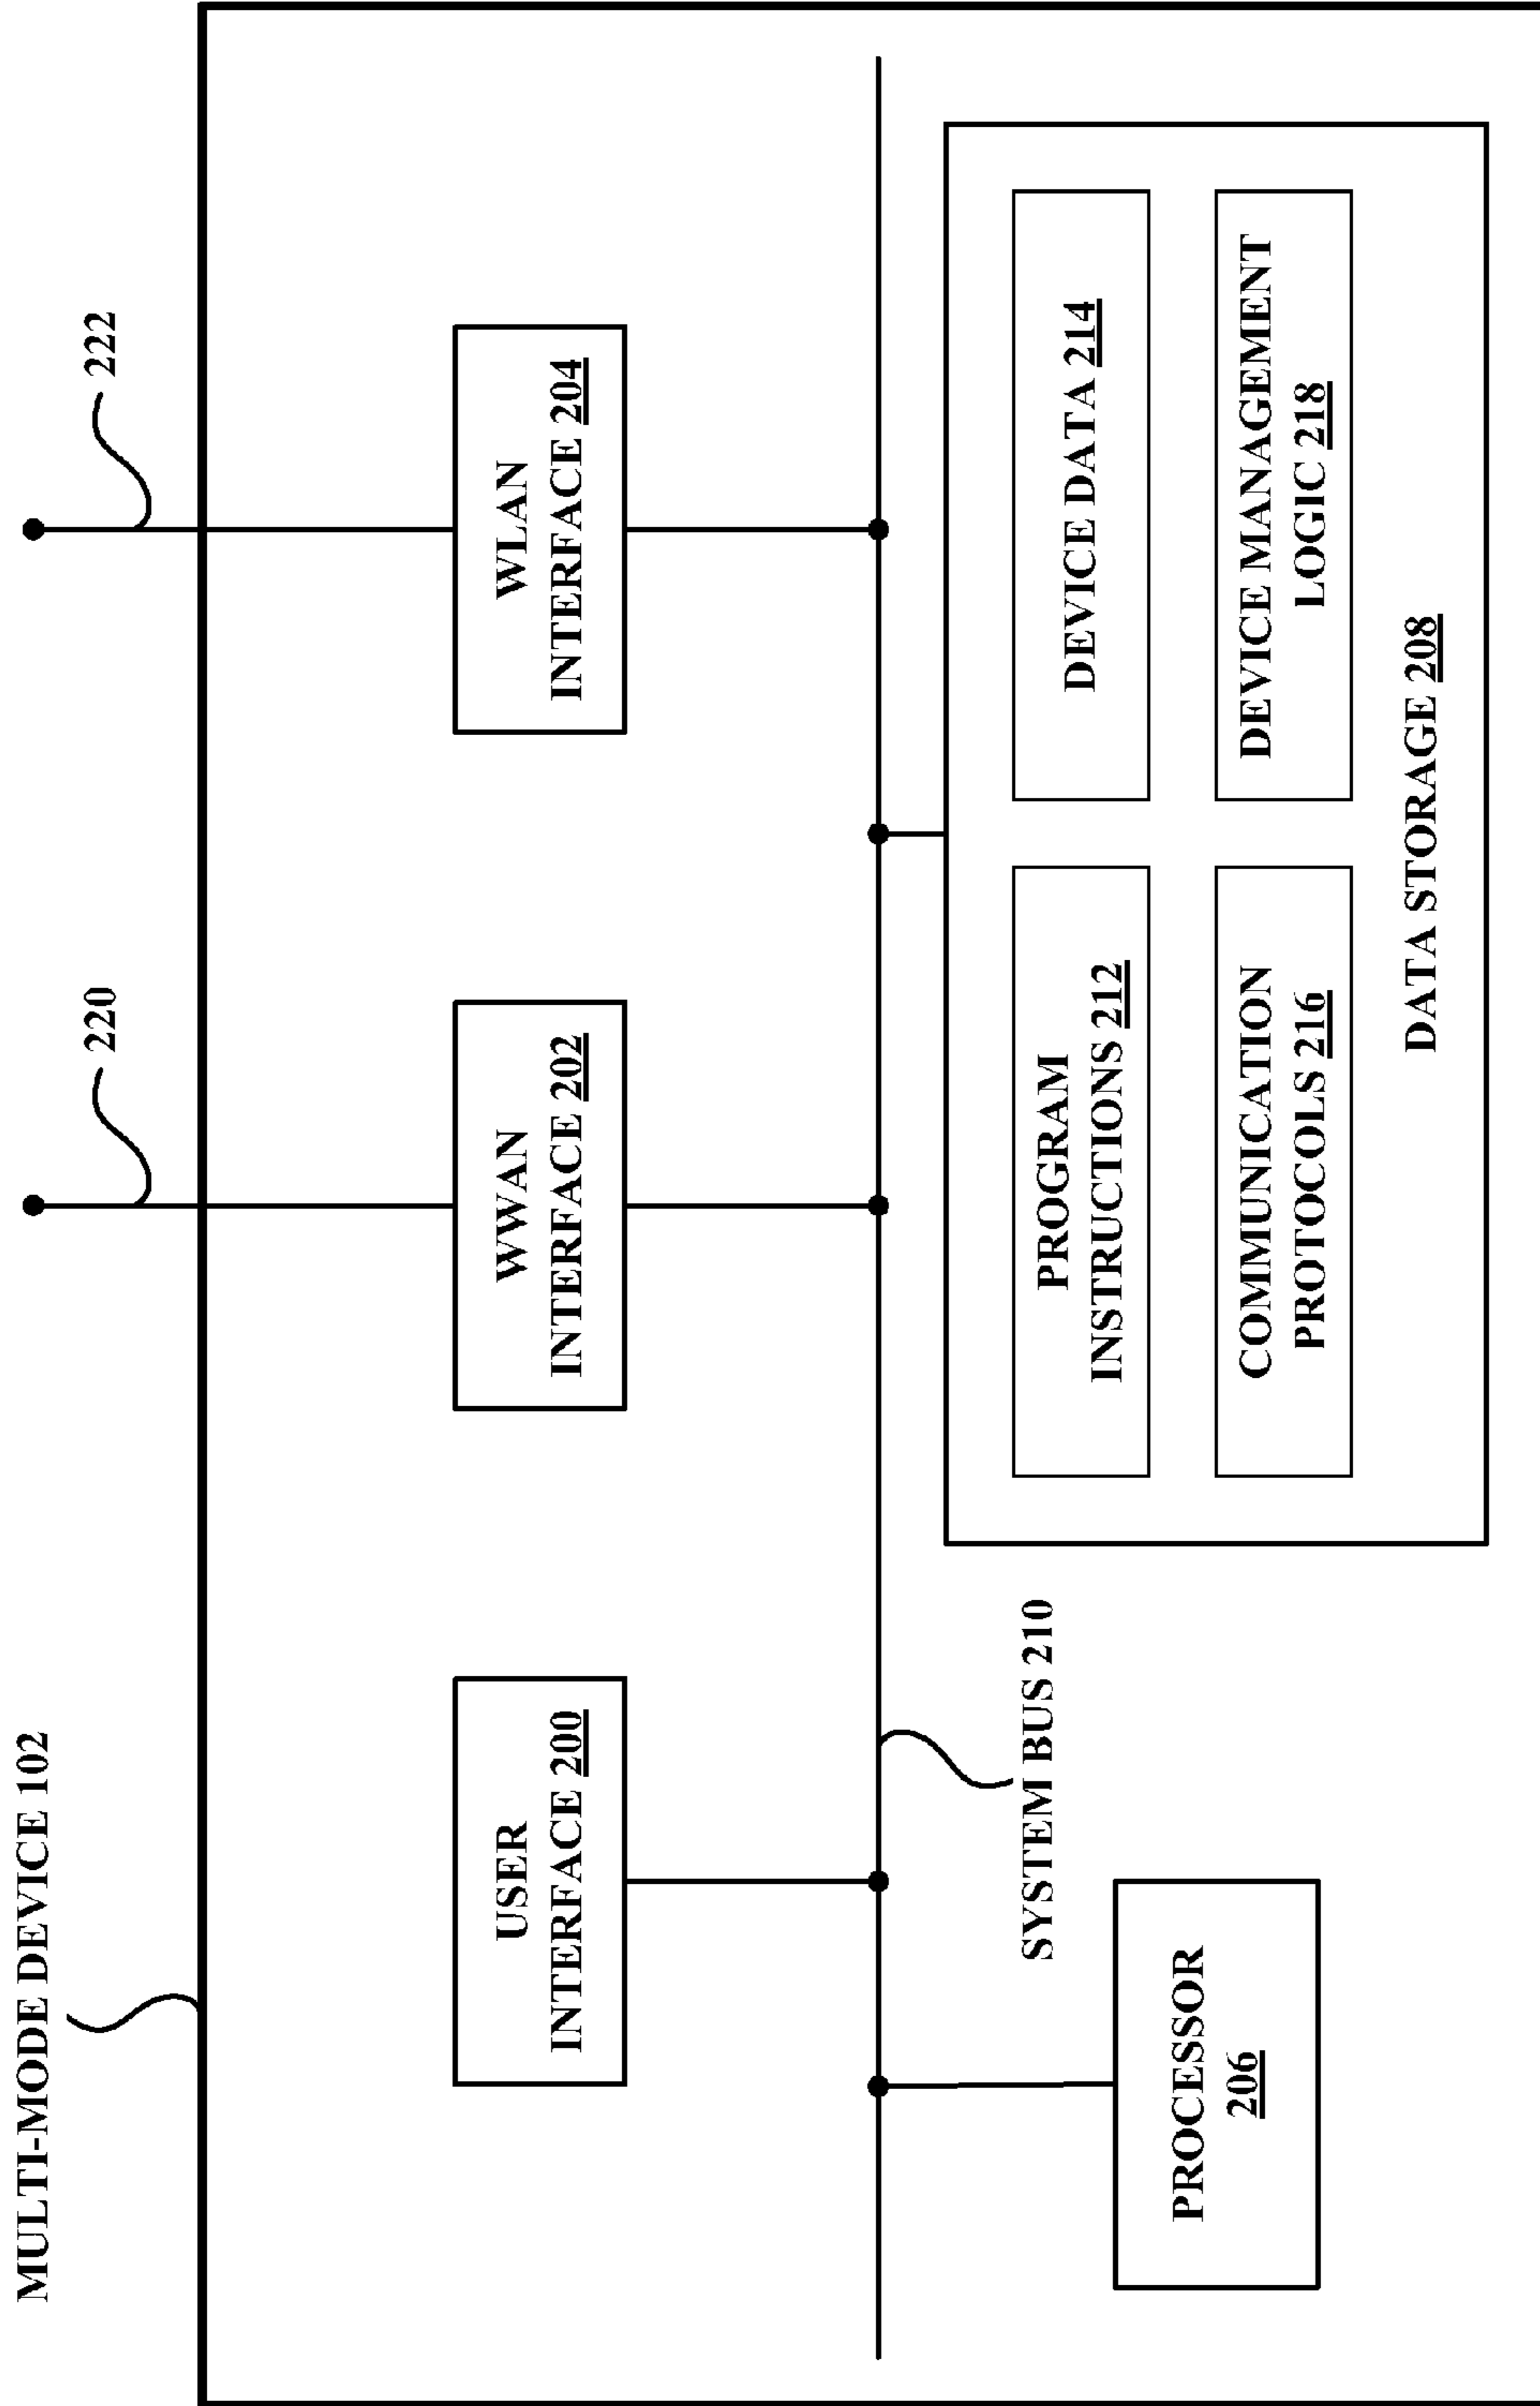 MULTI-MODE DEVICE 102
220
222
USER
INTERFACE 200
WWAN
INTERFACE 202
WLAN
INTERFACE 204
SYSTEM BUS 210
PROCESSOR
206
PROGRAM
INSTRUCTIONS 212
DEVICE DATA 214
COMMUNICATION
PROTOCOLS 216
DEVICE MANAGEMENT
LOGIC 218
DATA STORAGE 208